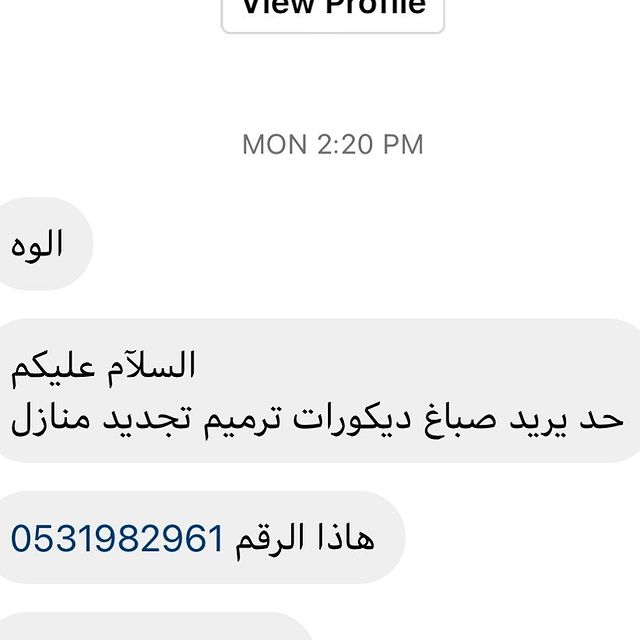 View Profile
MON 2:20 PM
الوه
السلآم عليكم
حد يريد صباغ ديكورات ترميم تجديد منازل
هاذا الرقم 0531982961